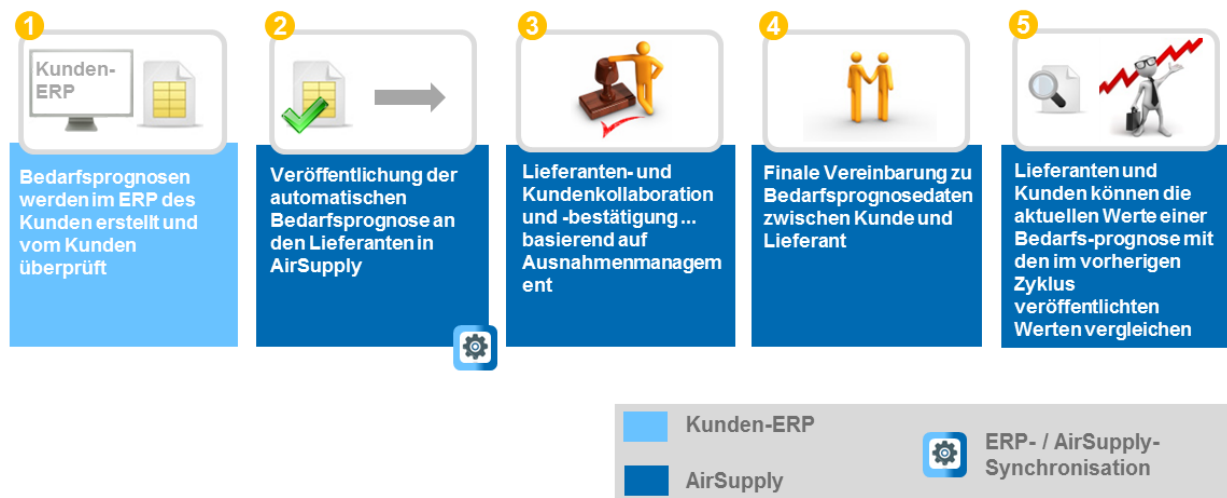 1
2
3
4
5
Kunden-
ERP
Bedarfsprognosen
werden im ERP des
Kunden erstellt und
vom Kunden
überprüft
Veröffentlichung der
automatischen
Bedarfsprognose an
den Lieferanten in
AirSupply
Lieferanten- und
Kundenkollaboration
und -bestätigung ...
basierend auf
Ausnahmenmanagem
ent
Finale Vereinbarung zu
Bedarfsprognosedaten
zwischen Kunde und
Lieferant
Lieferanten und
Kunden können die
aktuellen Werte einer
Bedarfs-prognose mit
den im vorherigen
Zyklus
veröffentlichten
Werten vergleichen
Kunden-ERP
AirSupply
ERP- / AirSupply-
Synchronisation